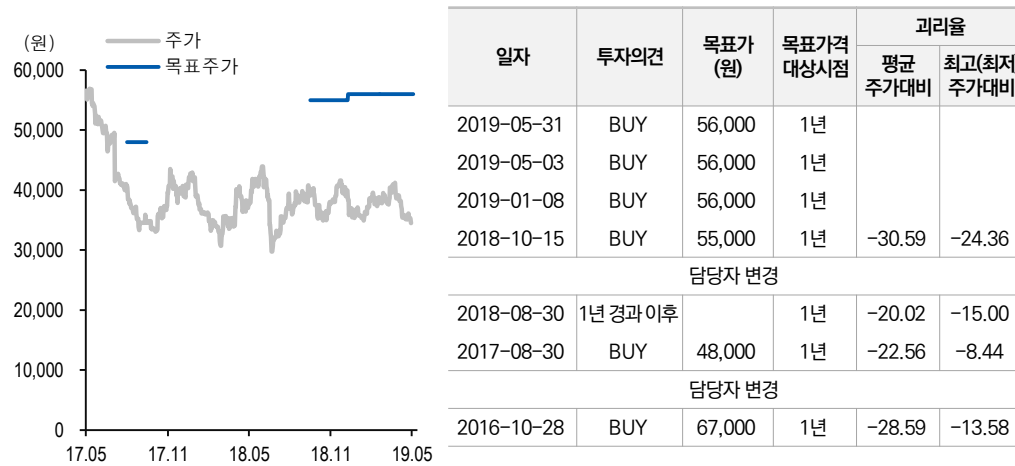 (원)
주가
목표주가
60,000
50,000
40,000
30,000
20,000
10,000
0
17.05 17.11 18.05 18.11 19.05
일자 투자의견 목표가 (원) 목표가격 대상시점 괴리율
평균 주가대비 최고(최저 주가대비
2019-05-31 BUY 56,000 1년
2019-05-03 BUY 56,000 1년
2019-01-08 BUY 56,000 1년
2018-10-15 BUY 55,000 1년 -30.59 -24.36
담당자 변경
2018-08-30 1년 경과 이후 1년 -20.02 -15.00
2017-08-30 BUY 48,000 1년 -22.56 -8.44
담당자 변경
2016-10-28 BUY 67,000 1년 -28.59 -13.58